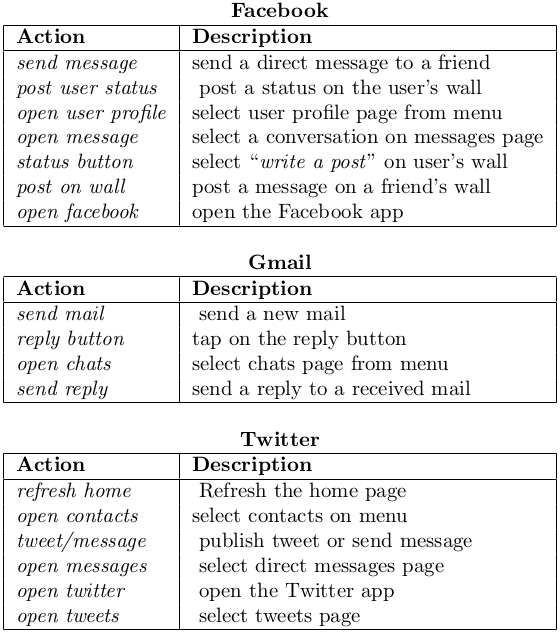 Facebook
Action Description
send message send a direct message to a friend
post user status post a status on the user's wall
open user profile select user profile page from menu
open message select a conversation on messages page
status button select “write a post” on user's wall
post on wall post a message on a friend's wall
open facebook open the Facebook app
Gmail
Action Description
send mail send a new mail
reply button tap on the reply button
open chats select chats page from menu
send reply send a reply to a received mail
Twitter
Action Description
refresh home Refresh the home page
open contacts select contacts on menu
tweet/message publish tweet or send message
open messages select direct messages page
open twitter open the Twitter app
open tweets select tweets page